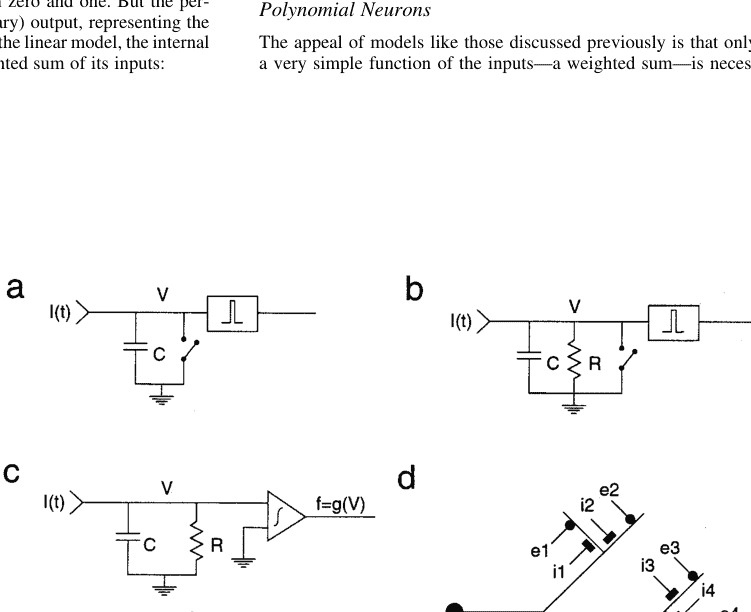 n zero and one. But the per-
ary) output, representing the
the linear model, the internal
hted sum of its inputs:
Polynomial Neurons
The appeal of models like those discussed previously is that only
a very simple function of the inputs—a weighted sum—is neces
a
I(t)
V
C
b
I(t)
V
C
R
c
I(t)
V
C
R
f=g(V)
d
e1
i1
i2
e2
i3
e3
i4